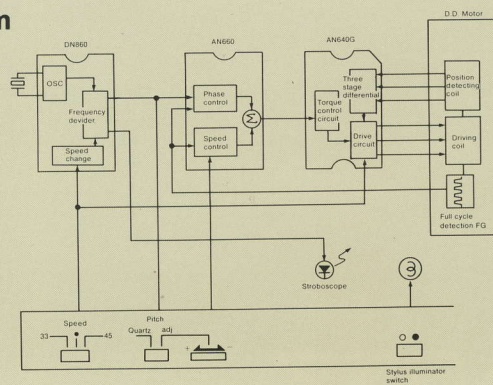 m
D.D. Motor
DN860
AN660
AN640G
OSC
Frequency
devider
Speed
change
Phase
control
Speed
control
Σ
Torque
control
circuit
Three
stage
differential
Drive
circuit
Position
detecting
coil
Driving
coil
Full cycle
detection FG
Stroboscope
Speed
33
45
Pitch
Quartz
adj
+
−
Stylus illuminator
switch